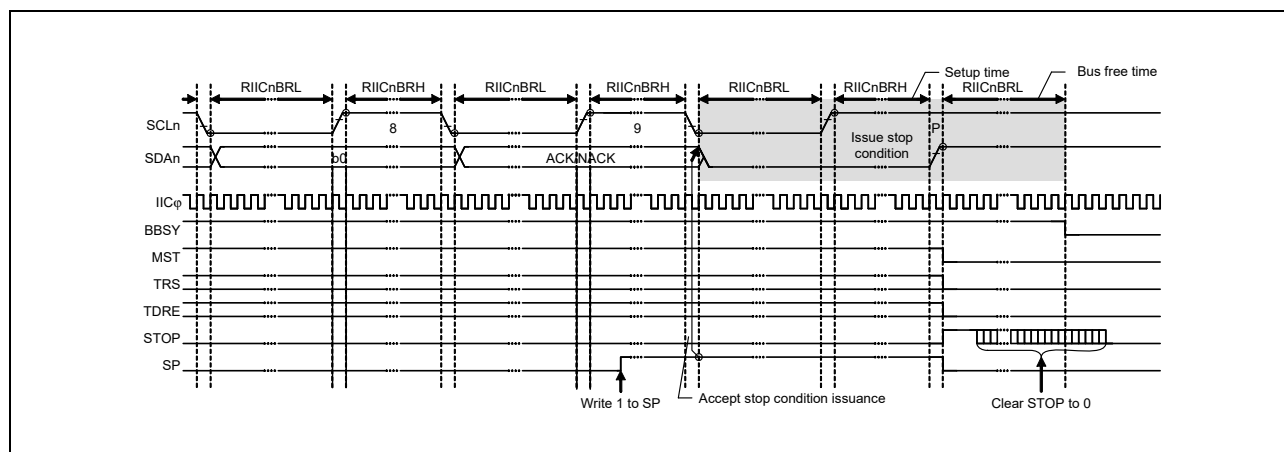 Setup time
Bus free time
RIICnBRL RIICnBRH RIICnBRL RIICnBRH RIICnBRL RIICnBRH RIICnBRL
SCLn 8 9 P
Issue stop
condition
SDAn b0 ACK/NACK
IICφ
BBSY
MST
TRS
TDRE
STOP
SP
Write 1 to SP Accept stop condition issuance Clear STOP to 0